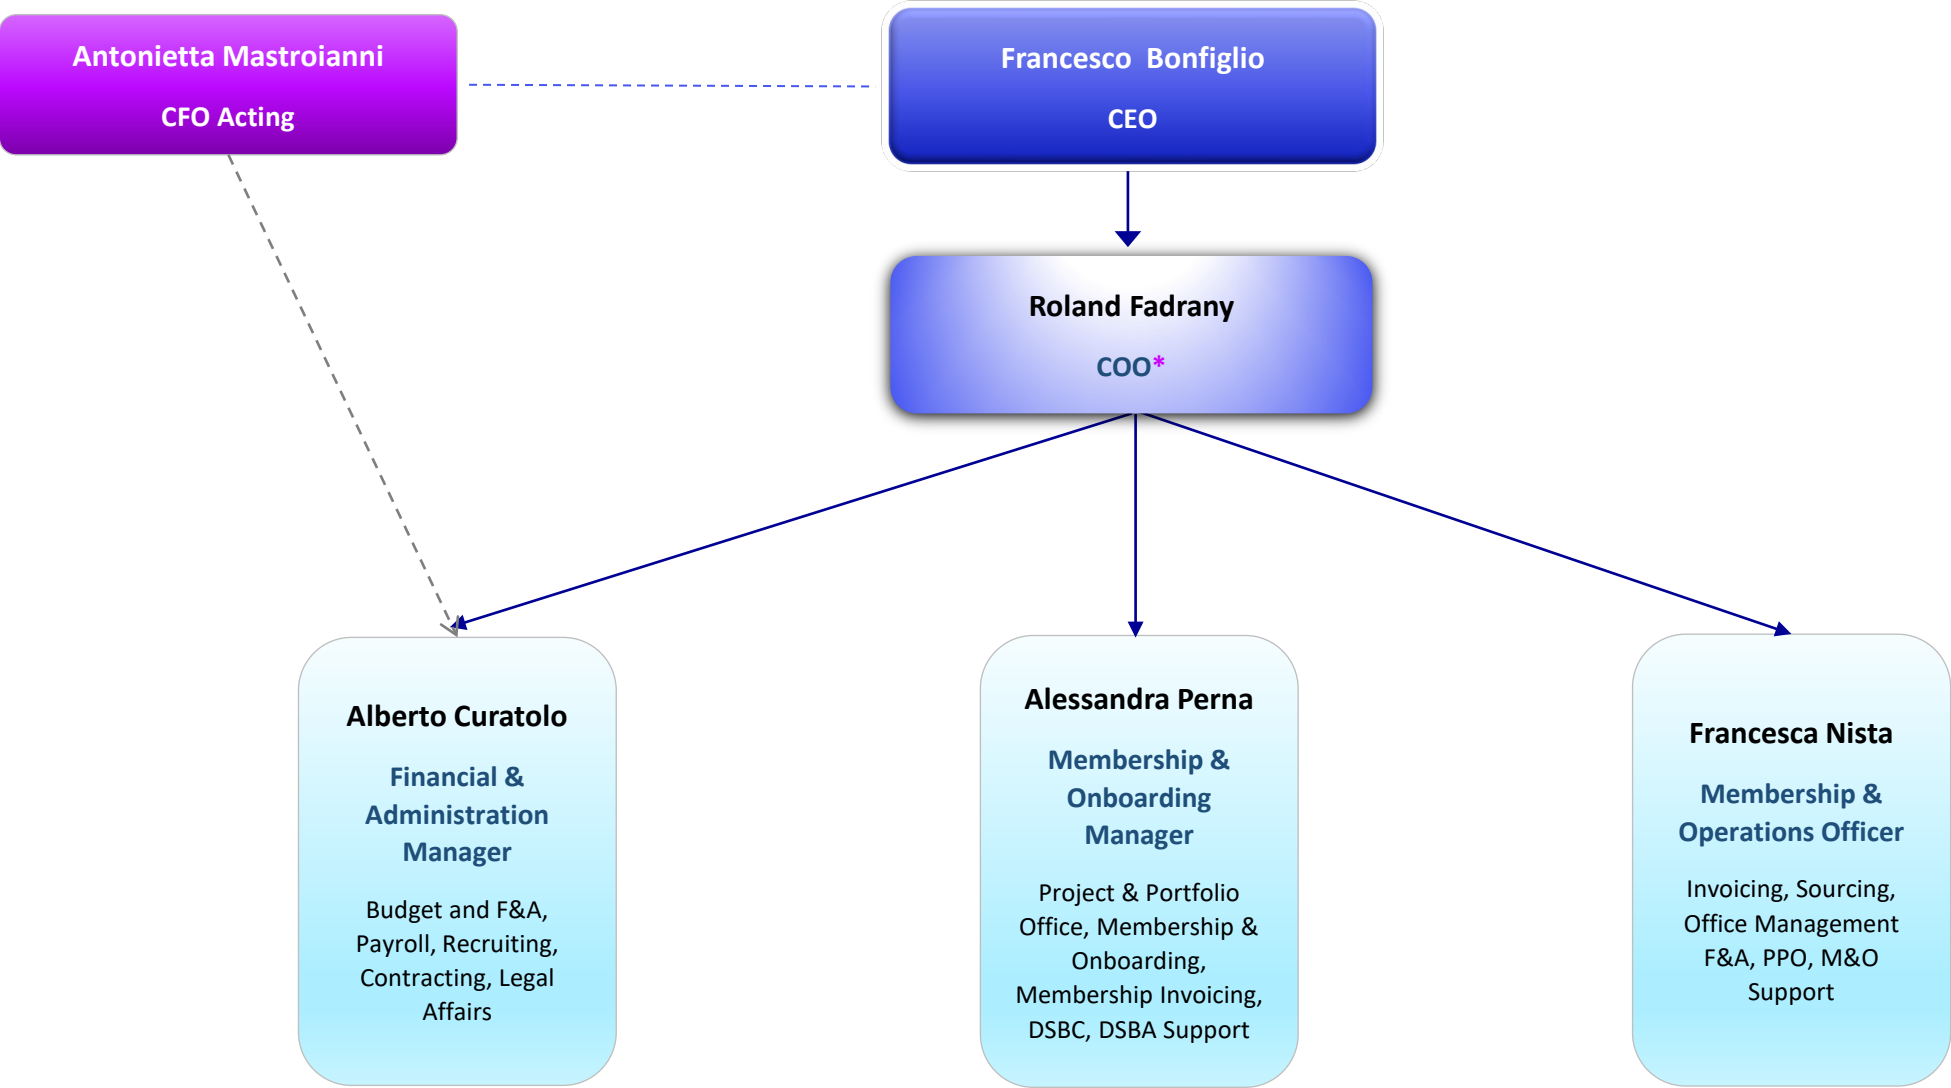 Antonietta Mastroianni
CFO Acting
Francesco  Bonfiglio
CEO
Roland Fadrany
COO*
Alberto Curatolo
Financial &
Administration
Manager
Budget and F&A,
Payroll, Recruiting,
Contracting, Legal
Affairs
Alessandra Perna
Membership &
Onboarding
Manager
Project & Portfolio
Office, Membership &
Onboarding,
Membership Invoicing,
DSBC, DSBA Support
Francesca Nista
Membership &
Operations Officer
Invoicing, Sourcing,
Office Management
F&A, PPO, M&O
Support